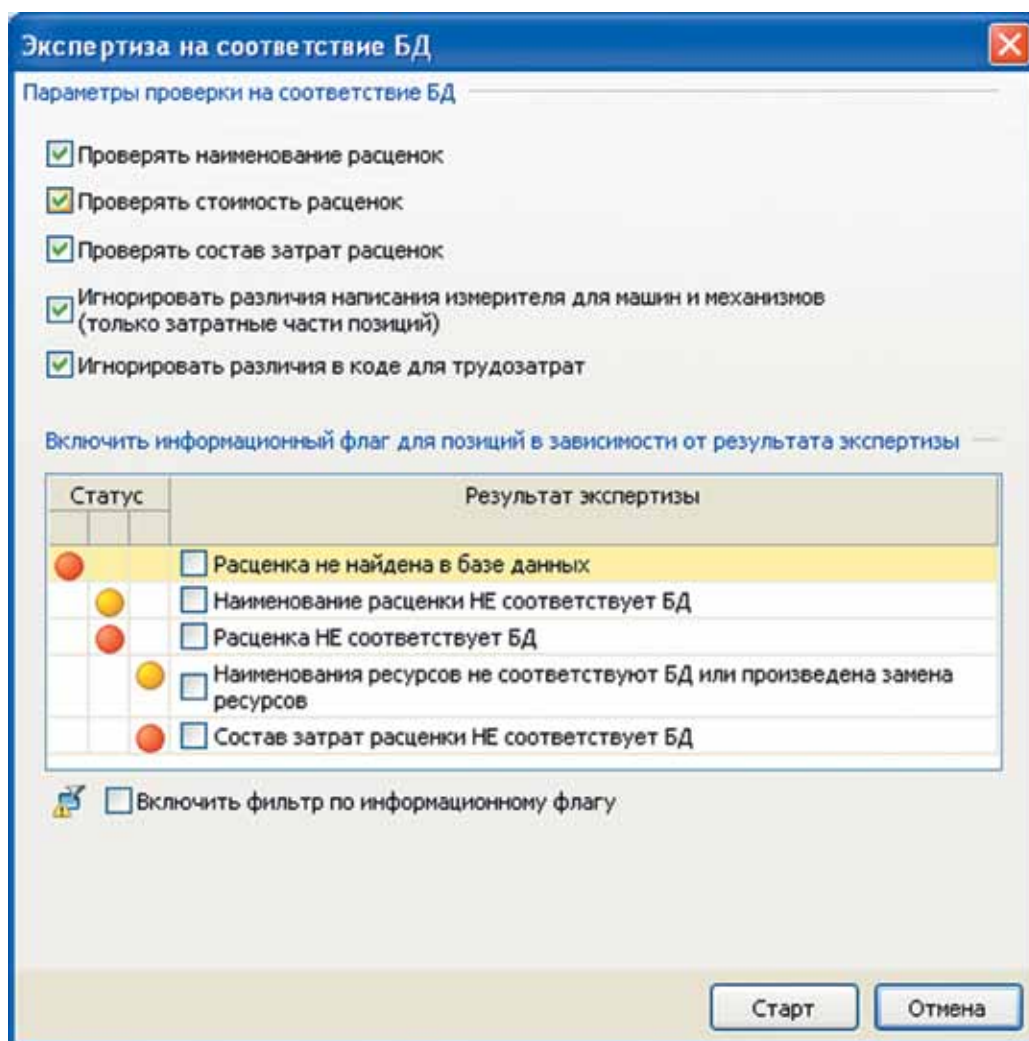 Экспертиза на соответствие БД
Параметры проверки на соответствие БД
Проверять наименование расценок
Проверять стоимость расценок
Проверять состав затрат расценок
Игнорировать различия написания измерителя для машин и механизмов
(только затратные части позиций)
Игнорировать различия в коде для трудозатрат
Включить информационный флаг для позиций в зависимости от результата экспертизы
Статус Результат экспертизы
Расценка не найдена в базе данных
Наименование расценки НЕ соответствует БД
Расценка НЕ соответствует БД
Наименования ресурсов не соответствуют БД или произведена замена
ресурсов
Состав затрат расценки НЕ соответствует БД
Включить фильтр по информационному флагу
Старт Отмена